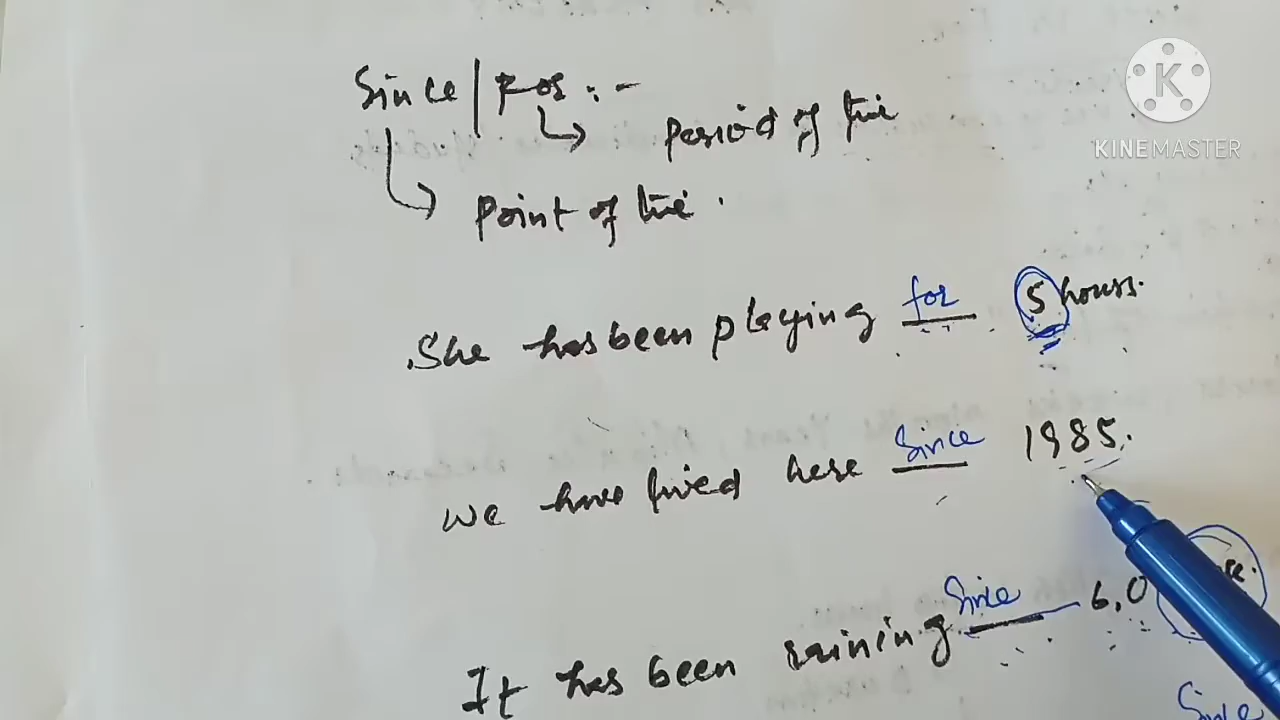 Since / For :-
Period of time
Point of time .
K
KINEMASTER
She has been playing for 5 hours.
We have lived here Since 1985.
It has been raining Since 6.0
Since